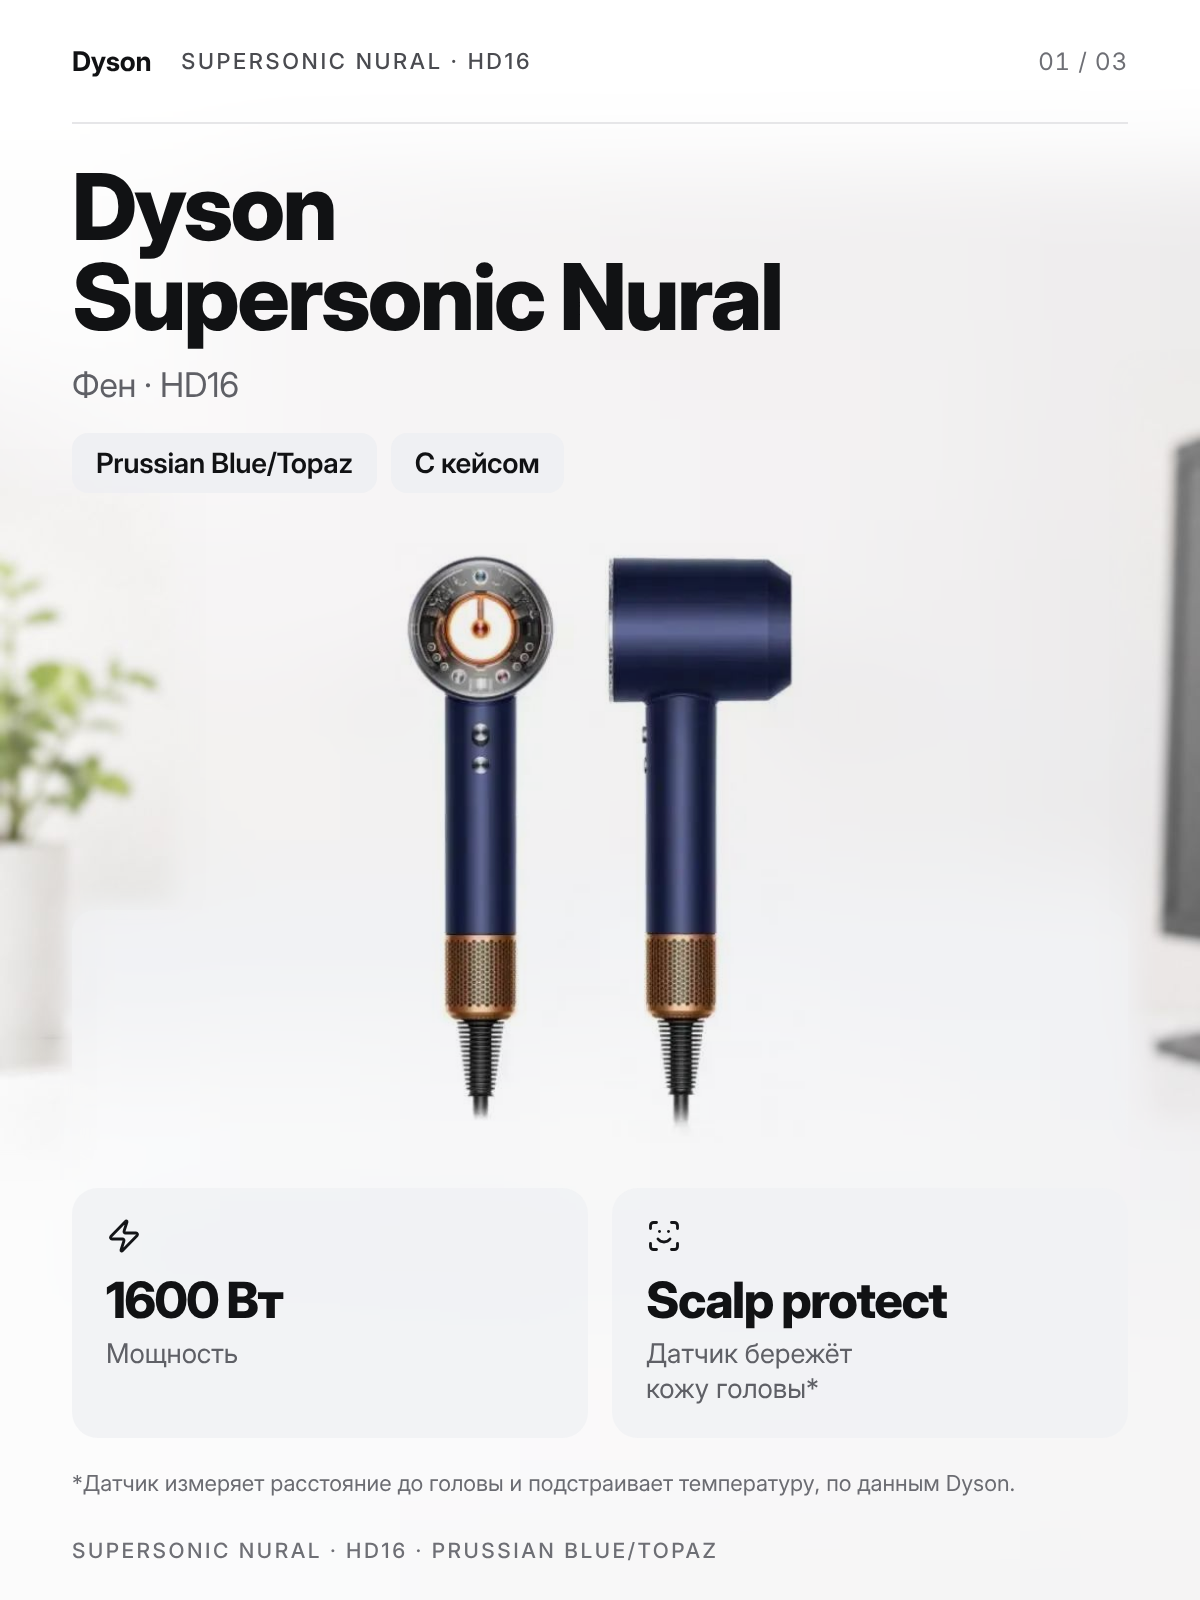 Dyson SUPERSONIC NURAL · HD16 01 / 03
Dyson
Supersonic Nural
Фен · HD16
Prussian Blue/Topaz С кейсом
1600 Вт
Мощность
Scalp protect
Датчик бережёт
кожу головы*
*Датчик измеряет расстояние до головы и подстраивает температуру, по данным Dyson.
SUPERSONIC NURAL · HD16 · PRUSSIAN BLUE/TOPAZ